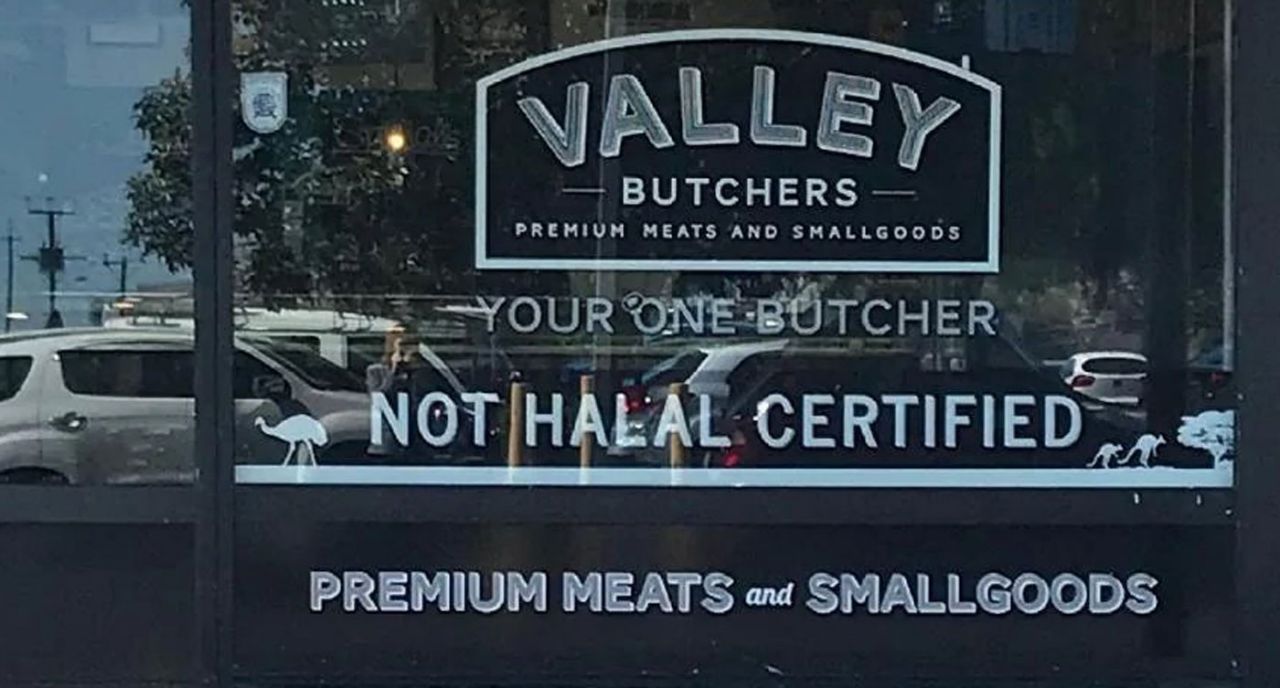 VALLEY
BUTCHERS
PREMIUM MEATS AND SMALLGOODS
YOUR ONE BUTCHER
NOT HALAL CERTIFIED
PREMIUM MEATS and SMALLGOODS